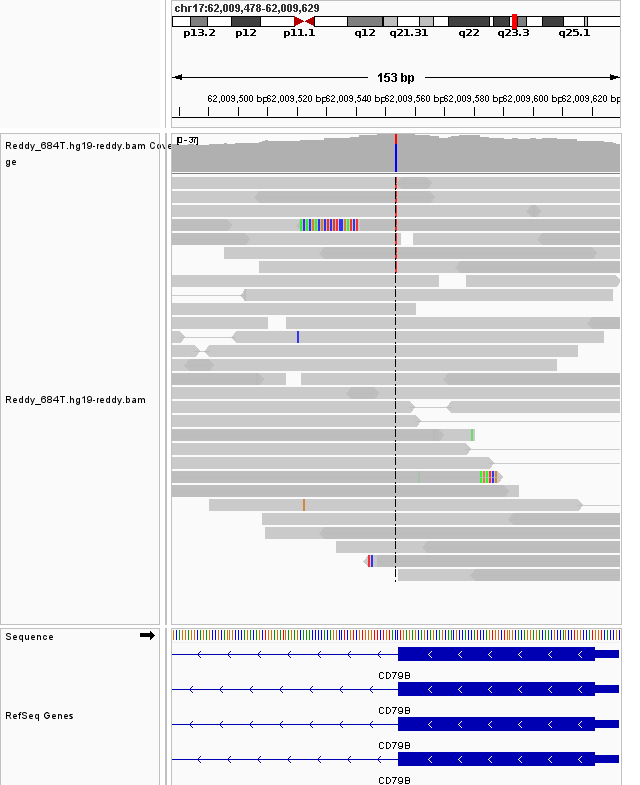 chr17:62,009,478-62,009,629
p13.2 p12 p11.1 q12 q21.31 q22 q23.3 q25.1
153 bp
62,009,500 bp 62,009,520 bp 62,009,540 bp 62,009,560 bp 62,009,580 bp 62,009,600 bp 62,009,620 bp
Reddy_684T.hg19-reddy.bam Cove
[0 - 37]
ge
Reddy_684T.hg19-reddy.bam
Sequence
CD79B
CD79B
RefSeq Genes
CD79B
CD79B